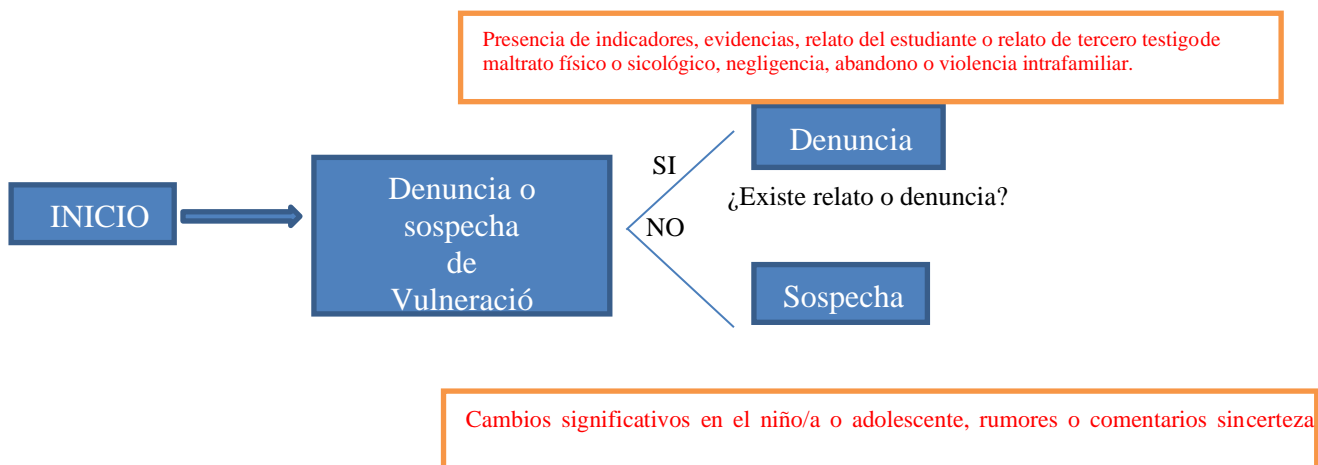 Presencia de indicadores, evidencias, relato del estudiante o relato de tercero testigode
maltrato físico o sicológico, negligencia, abandono o violencia intrafamiliar.
Denuncia
SI
¿Existe relato o denuncia?
INICIO
Denuncia o
sospecha
de
Vulneració
NO
Sospecha
Cambios significativos en el niño/a o adolescente, rumores o comentarios sincerteza